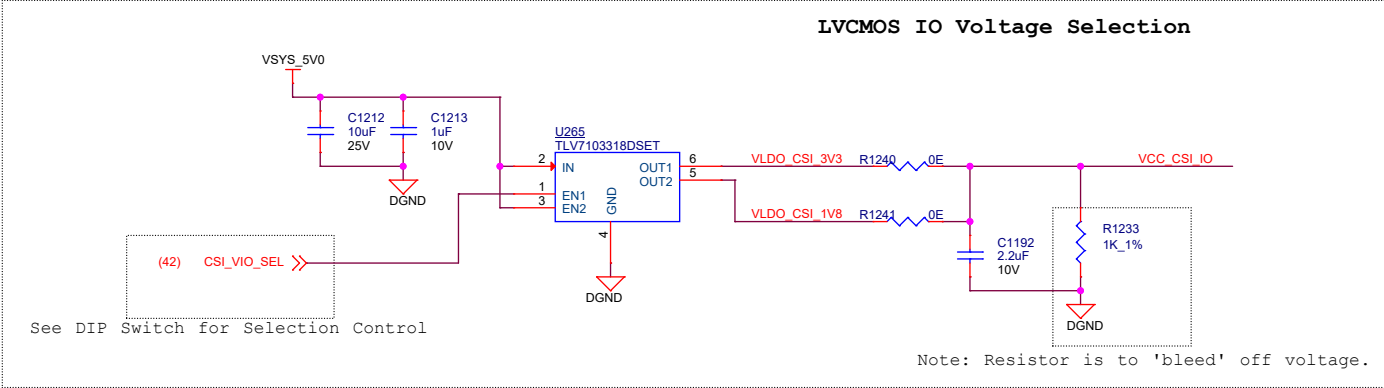 LVCMOS IO Voltage Selection
VSYS_5V0
C1212
10uF
25V
C1213
1uF
10V
DGND
U265
TLV7103318DSET
2
IN
1
EN1
3
EN2
GND
4
OUT1
6
OUT2
5
DGND
VLDO_CSI_3V3
R1240
0E
VCC_CSI_IO
VLDO_CSI_1V8
R1241
0E
C1192
2.2uF
10V
R1233
1K_1%
DGND
(42)
CSI_VIO_SEL
See DIP Switch for Selection Control
Note: Resistor is to 'bleed' off voltage.